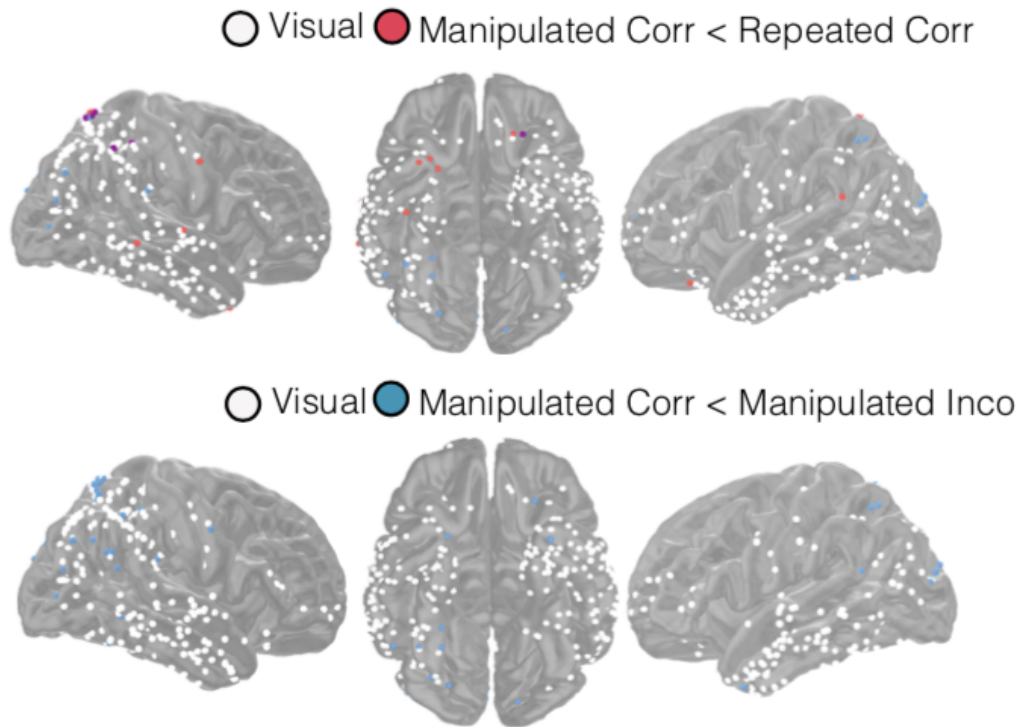 Visual Manipulated Corr < Repeated Corr
Visual Manipulated Corr < Manipulated Inco